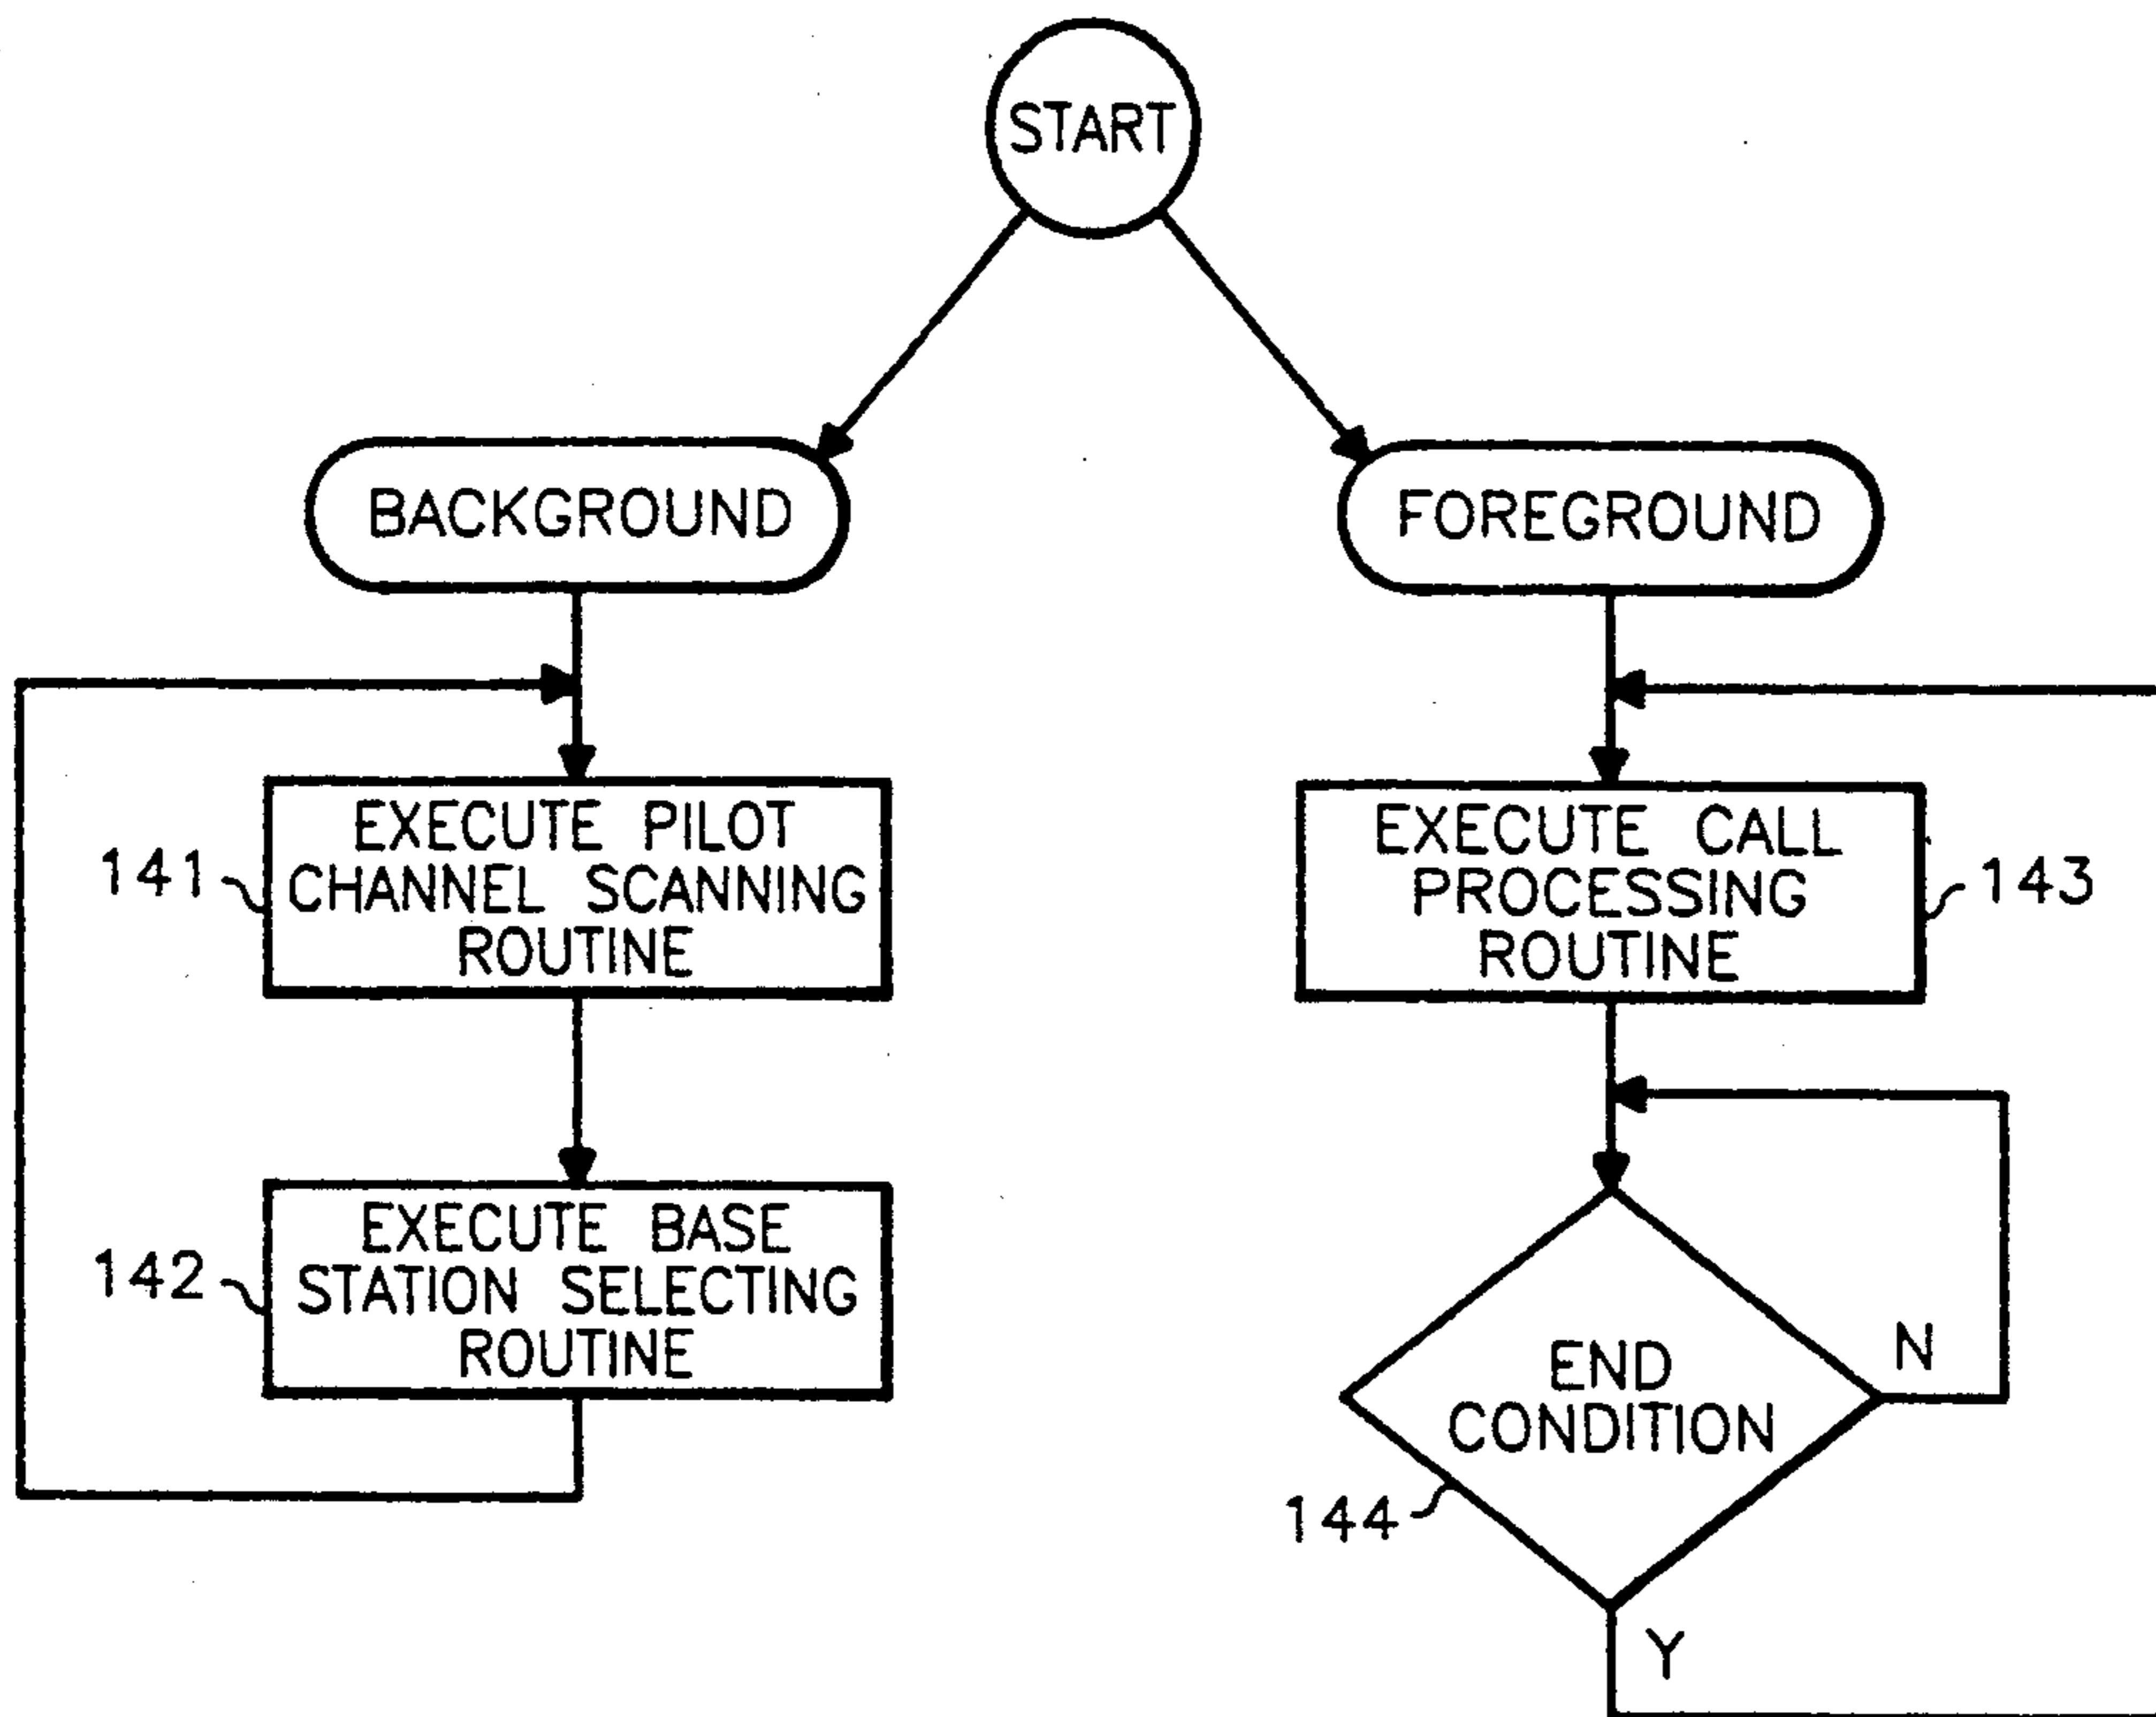 START
BACKGROUND
FOREGROUND
EXECUTE PILOT
CHANNEL SCANNING
ROUTINE
141
EXECUTE CALL
PROCESSING
ROUTINE
143
EXECUTE BASE
STATION SELECTING
ROUTINE
142
END
CONDITION
N
144
Y